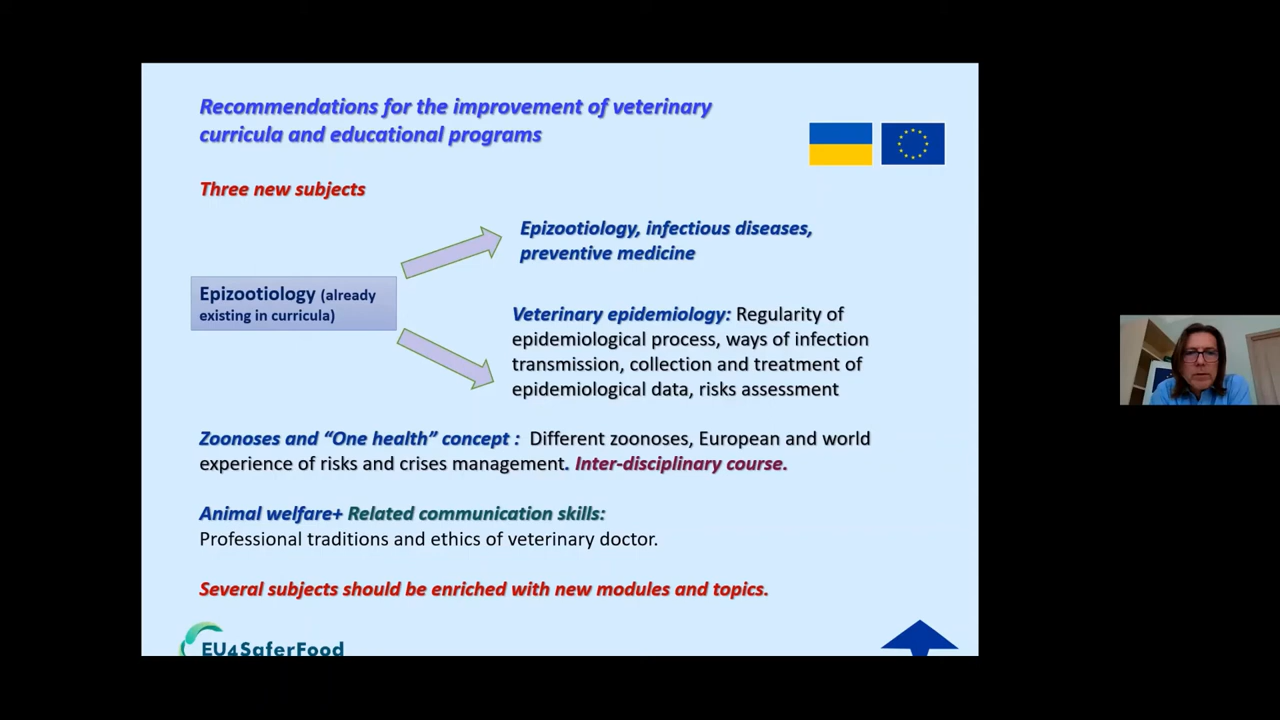 Recommendations for the improvement of veterinary
curricula and educational programs
Three new subjects
Epizootiology, infectious diseases,
preventive medicine
Epizootiology (already
existing in curricula)
Veterinary epidemiology: Regularity of
epidemiological process, ways of infection
transmission, collection and treatment of
epidemiological data, risks assessment
Zoonoses and “One health” concept : Different zoonoses, European and world
experience of risks and crises management. Inter-disciplinary course.
Animal welfare+ Related communication skills:
Professional traditions and ethics of veterinary doctor.
Several subjects should be enriched with new modules and topics.
EU4SaferFood